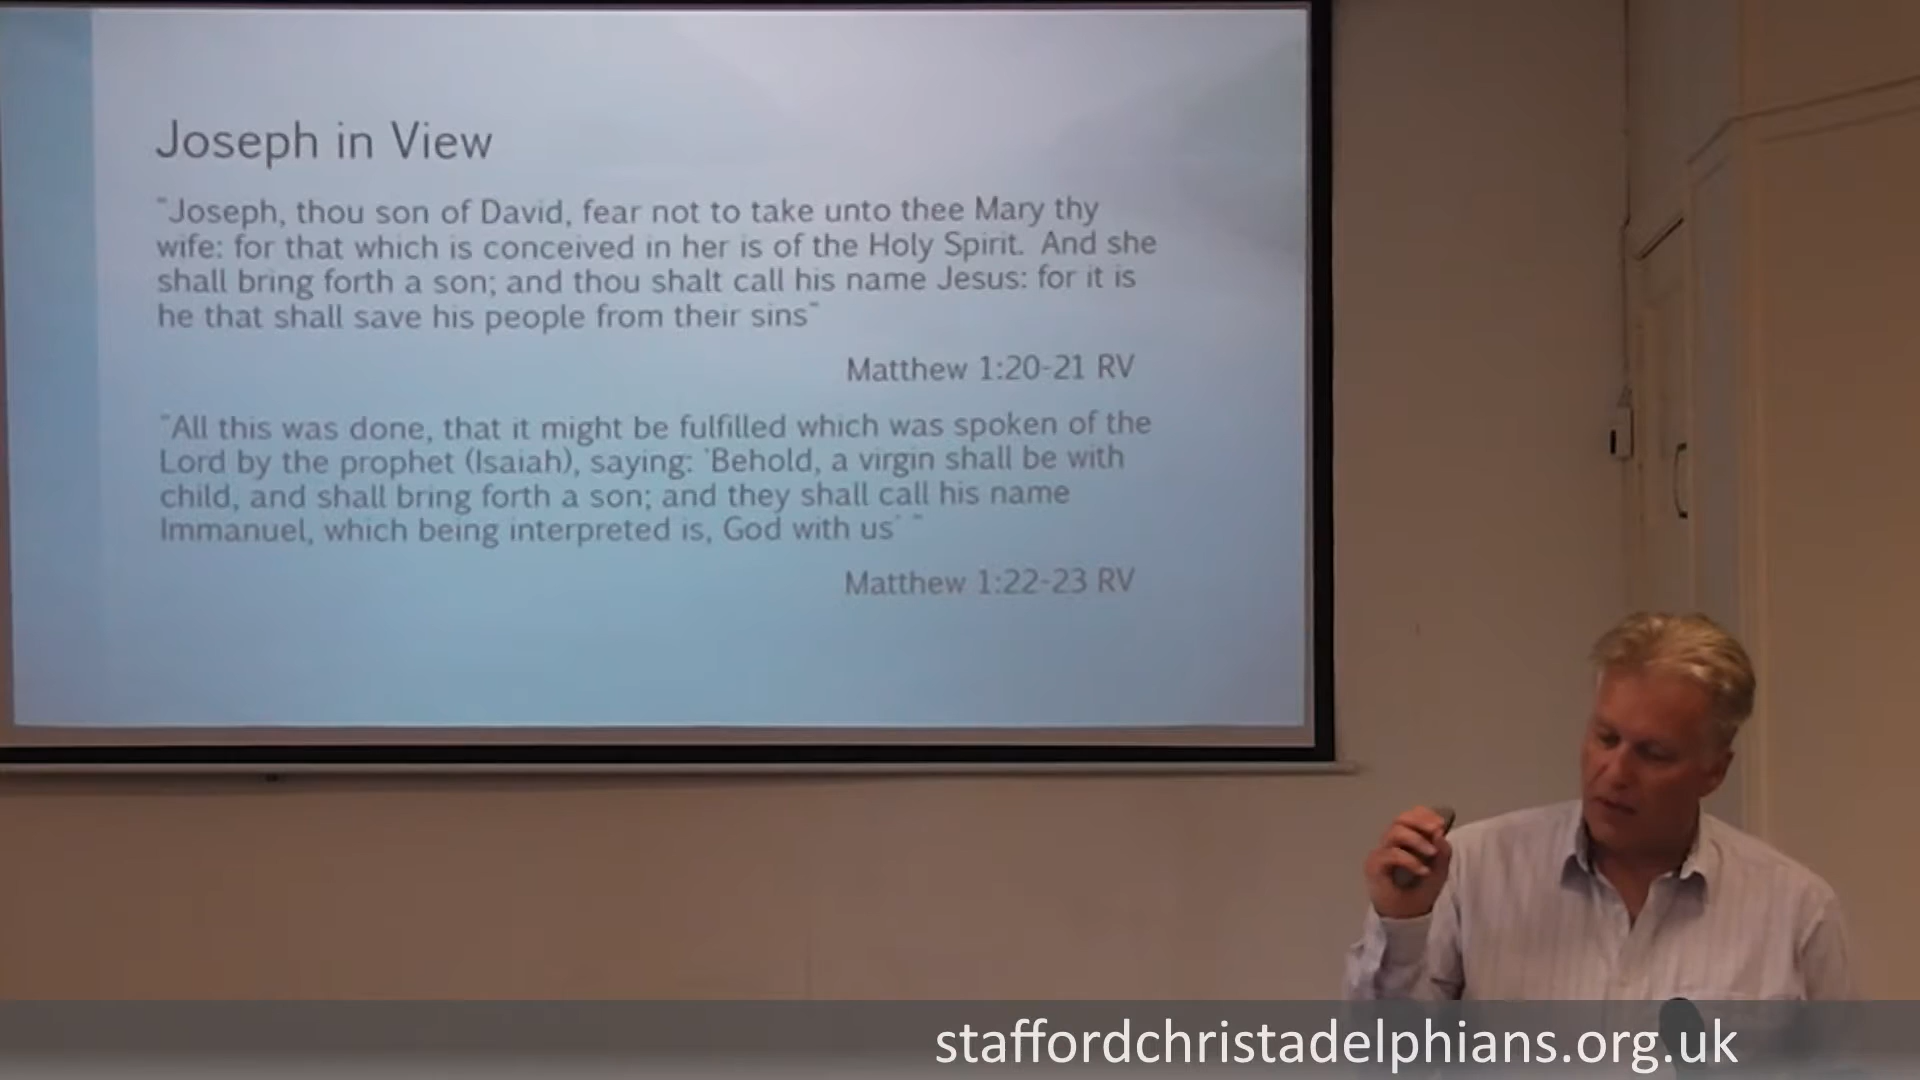 Joseph in View
"Joseph, thou son of David, fear not to take unto thee Mary thy
wife: for that which is conceived in her is of the Holy Spirit. And she
shall bring forth a son; and thou shalt call his name Jesus: for it is
he that shall save his people from their sins"
Matthew 1:20-21 RV
"All this was done, that it might be fulfilled which was spoken of the
Lord by the prophet (Isaiah), saying: 'Behold, a virgin shall be with
child, and shall bring forth a son; and they shall call his name
Immanuel, which being interpreted is, God with us' "
Matthew 1:22-23 RV
staffordchristadelphians.org.uk